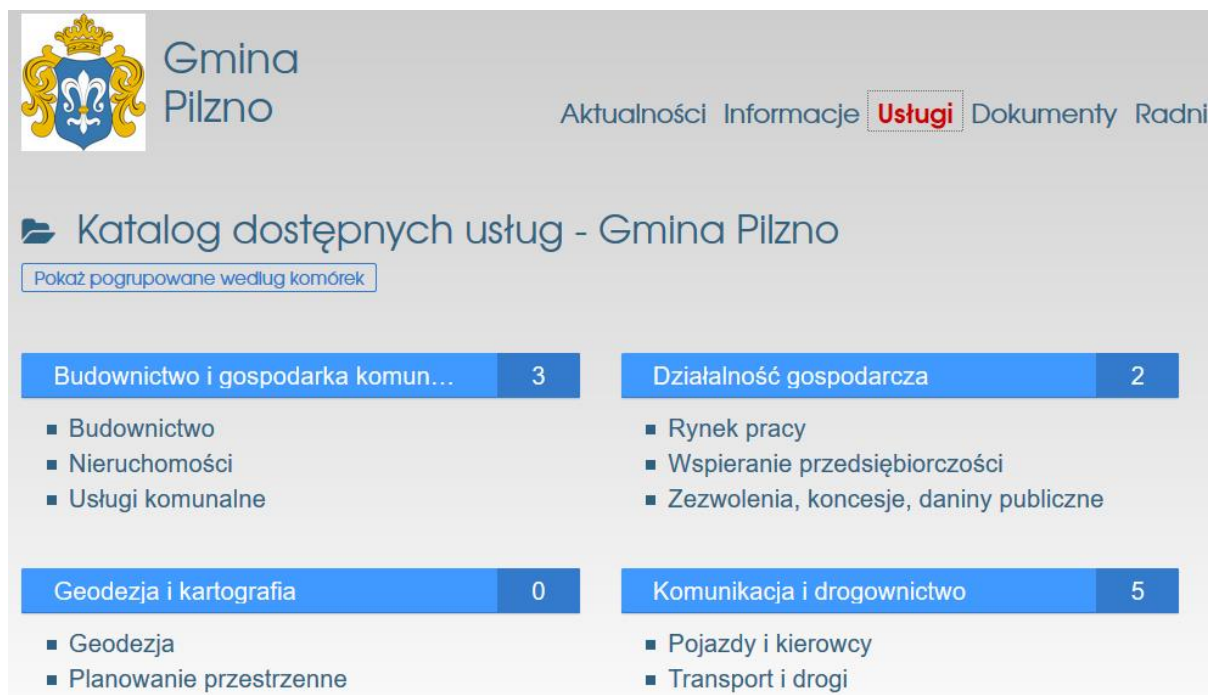 Gmina
Pilzno
Aktualności Informacje Usługi Dokumenty Radni
Katalog dostępnych usług - Gmina Pilzno
Pokaż pogrupowane według komórek
Budownictwo i gospodarka komun... 3
Budownictwo
Nieruchomości
Usługi komunalne
Działalność gospodarcza 2
Rynek pracy
Wspieranie przedsiębiorczości
Zezwolenia, koncesje, daniny publiczne
Geodezja i kartografia 0
Geodezja
Planowanie przestrzenne
Komunikacja i drogownictwo 5
Pojazdy i kierowcy
Transport i drogi